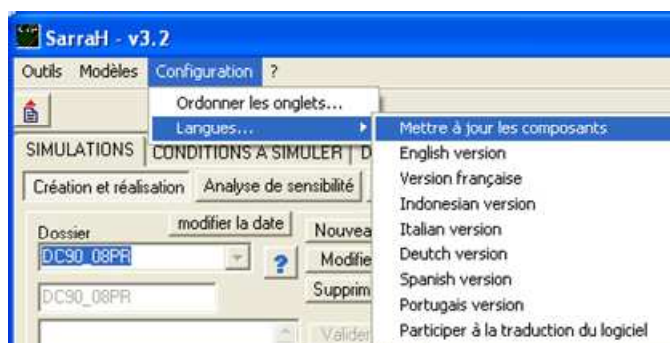 SarraH - v3.2
Outils Modèles Configuration ?
Ordonner les onglets...
Langues...
Mettre à jour les composants
English version
Version française
Indonesian version
Italian version
Deutch version
Spanish version
Portugais version
Participer à la traduction du logiciel
SIMULATIONS CONDITIONS A SIMULER
Création et réalisation Analyse de sensibilité
Dossier modifier la date
DC90_08PR ?
DC90_08PR
Nouvea
Modifie
Supprim
Valider